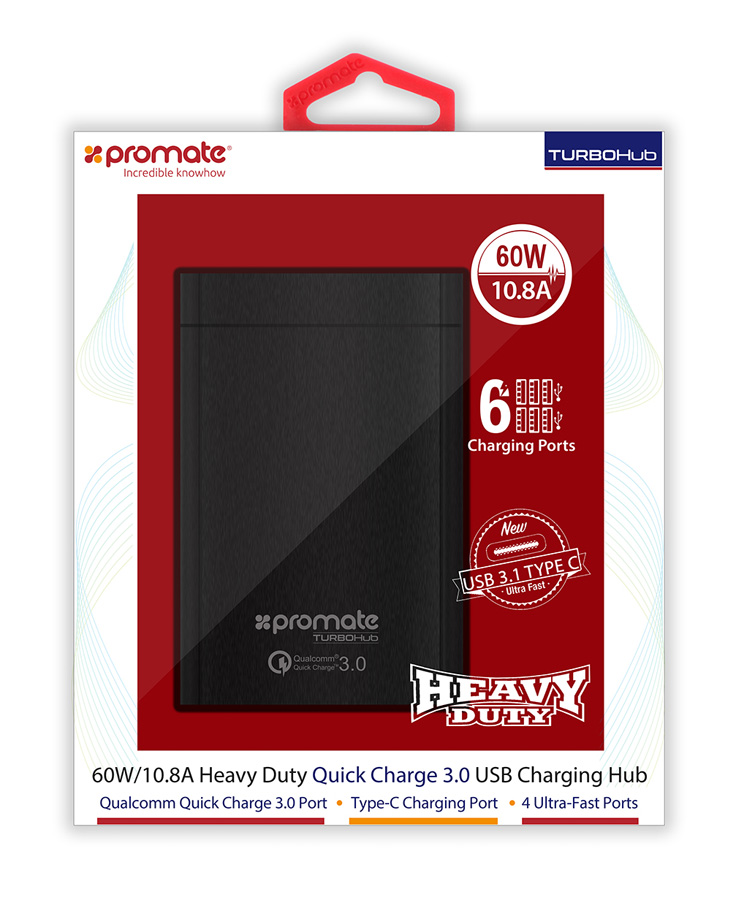 promate
promate®
Incredible knowhow
TURBOHub
60W
10.8A
6
Charging Ports
New
USB 3.1 TYPE C
· Ultra Fast ·
promate
TURBOHub
Qualcomm®
Quick Charge™ 3.0
HEAVY
DUTY
60W/10.8A Heavy Duty Quick Charge 3.0 USB Charging Hub
Qualcomm Quick Charge 3.0 Port • Type-C Charging Port • 4 Ultra-Fast Ports